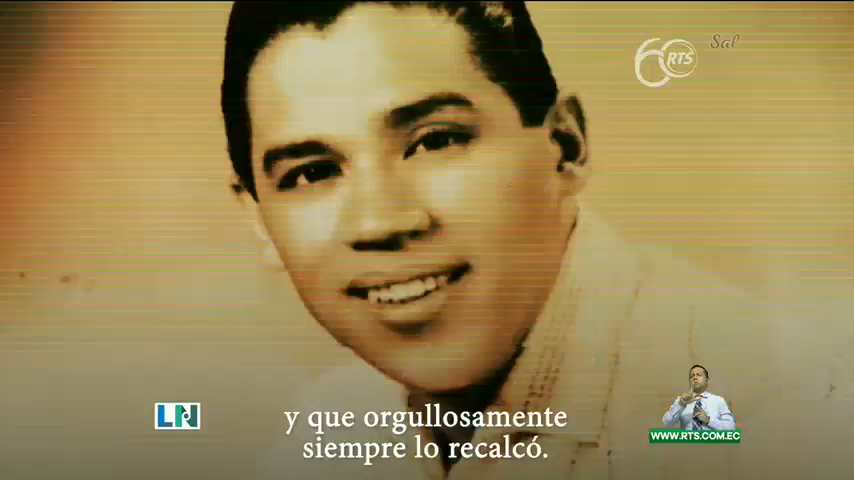 60 RTS
Sal
LN
y que orgullosamente
siempre lo recalcó.
WWW.RTS.COM.EC